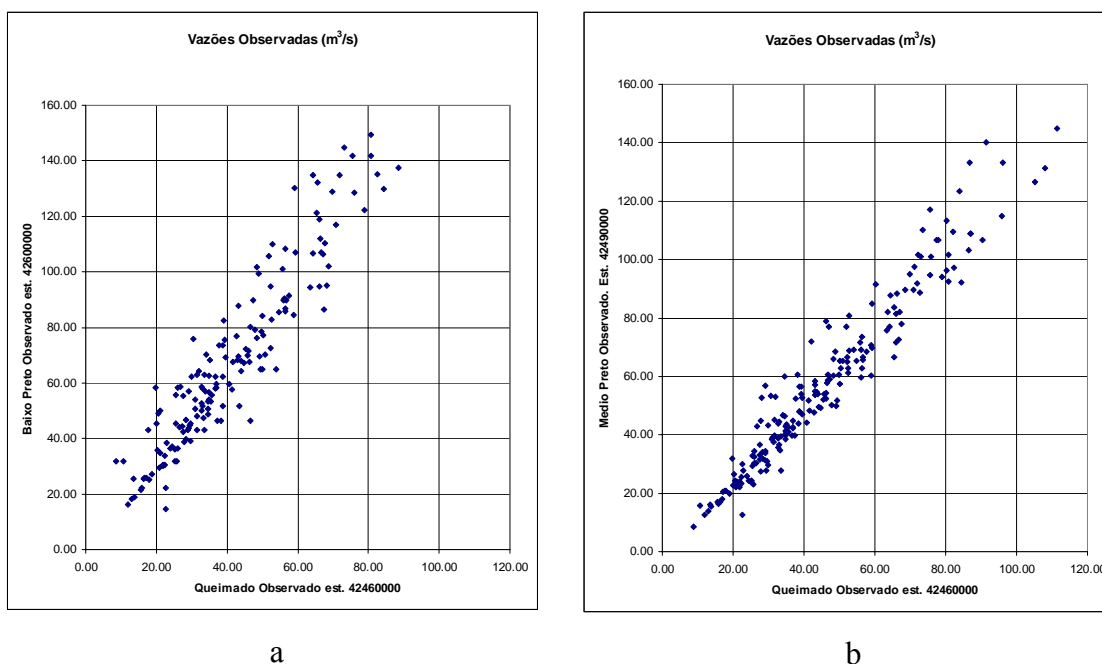 Vazões Observadas (m³/s)
160.00
140.00
120.00
100.00
80.00
60.00
40.00
20.00
0.00
0.00 20.00 40.00 60.00 80.00 100.00 120.00
Baixo Preto Observado est. 42600000
Queimado Observado est. 42460000
a
Vazões Observadas (m³/s)
160.00
140.00
120.00
100.00
80.00
60.00
40.00
20.00
0.00
0.00 20.00 40.00 60.00 80.00 100.00 120.00
Medio Preto Observado. Est. 42490000
Queimado Observado est. 42460000
b